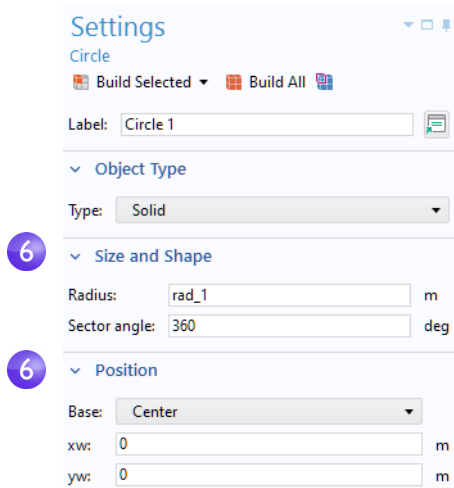 Settings
Circle
Build Selected Build All
Label: Circle 1
Object Type
Type: Solid
6 Size and Shape
Radius: rad_1 m
Sector angle: 360 deg
6 Position
Base: Center
xw: 0 m
yw: 0 m